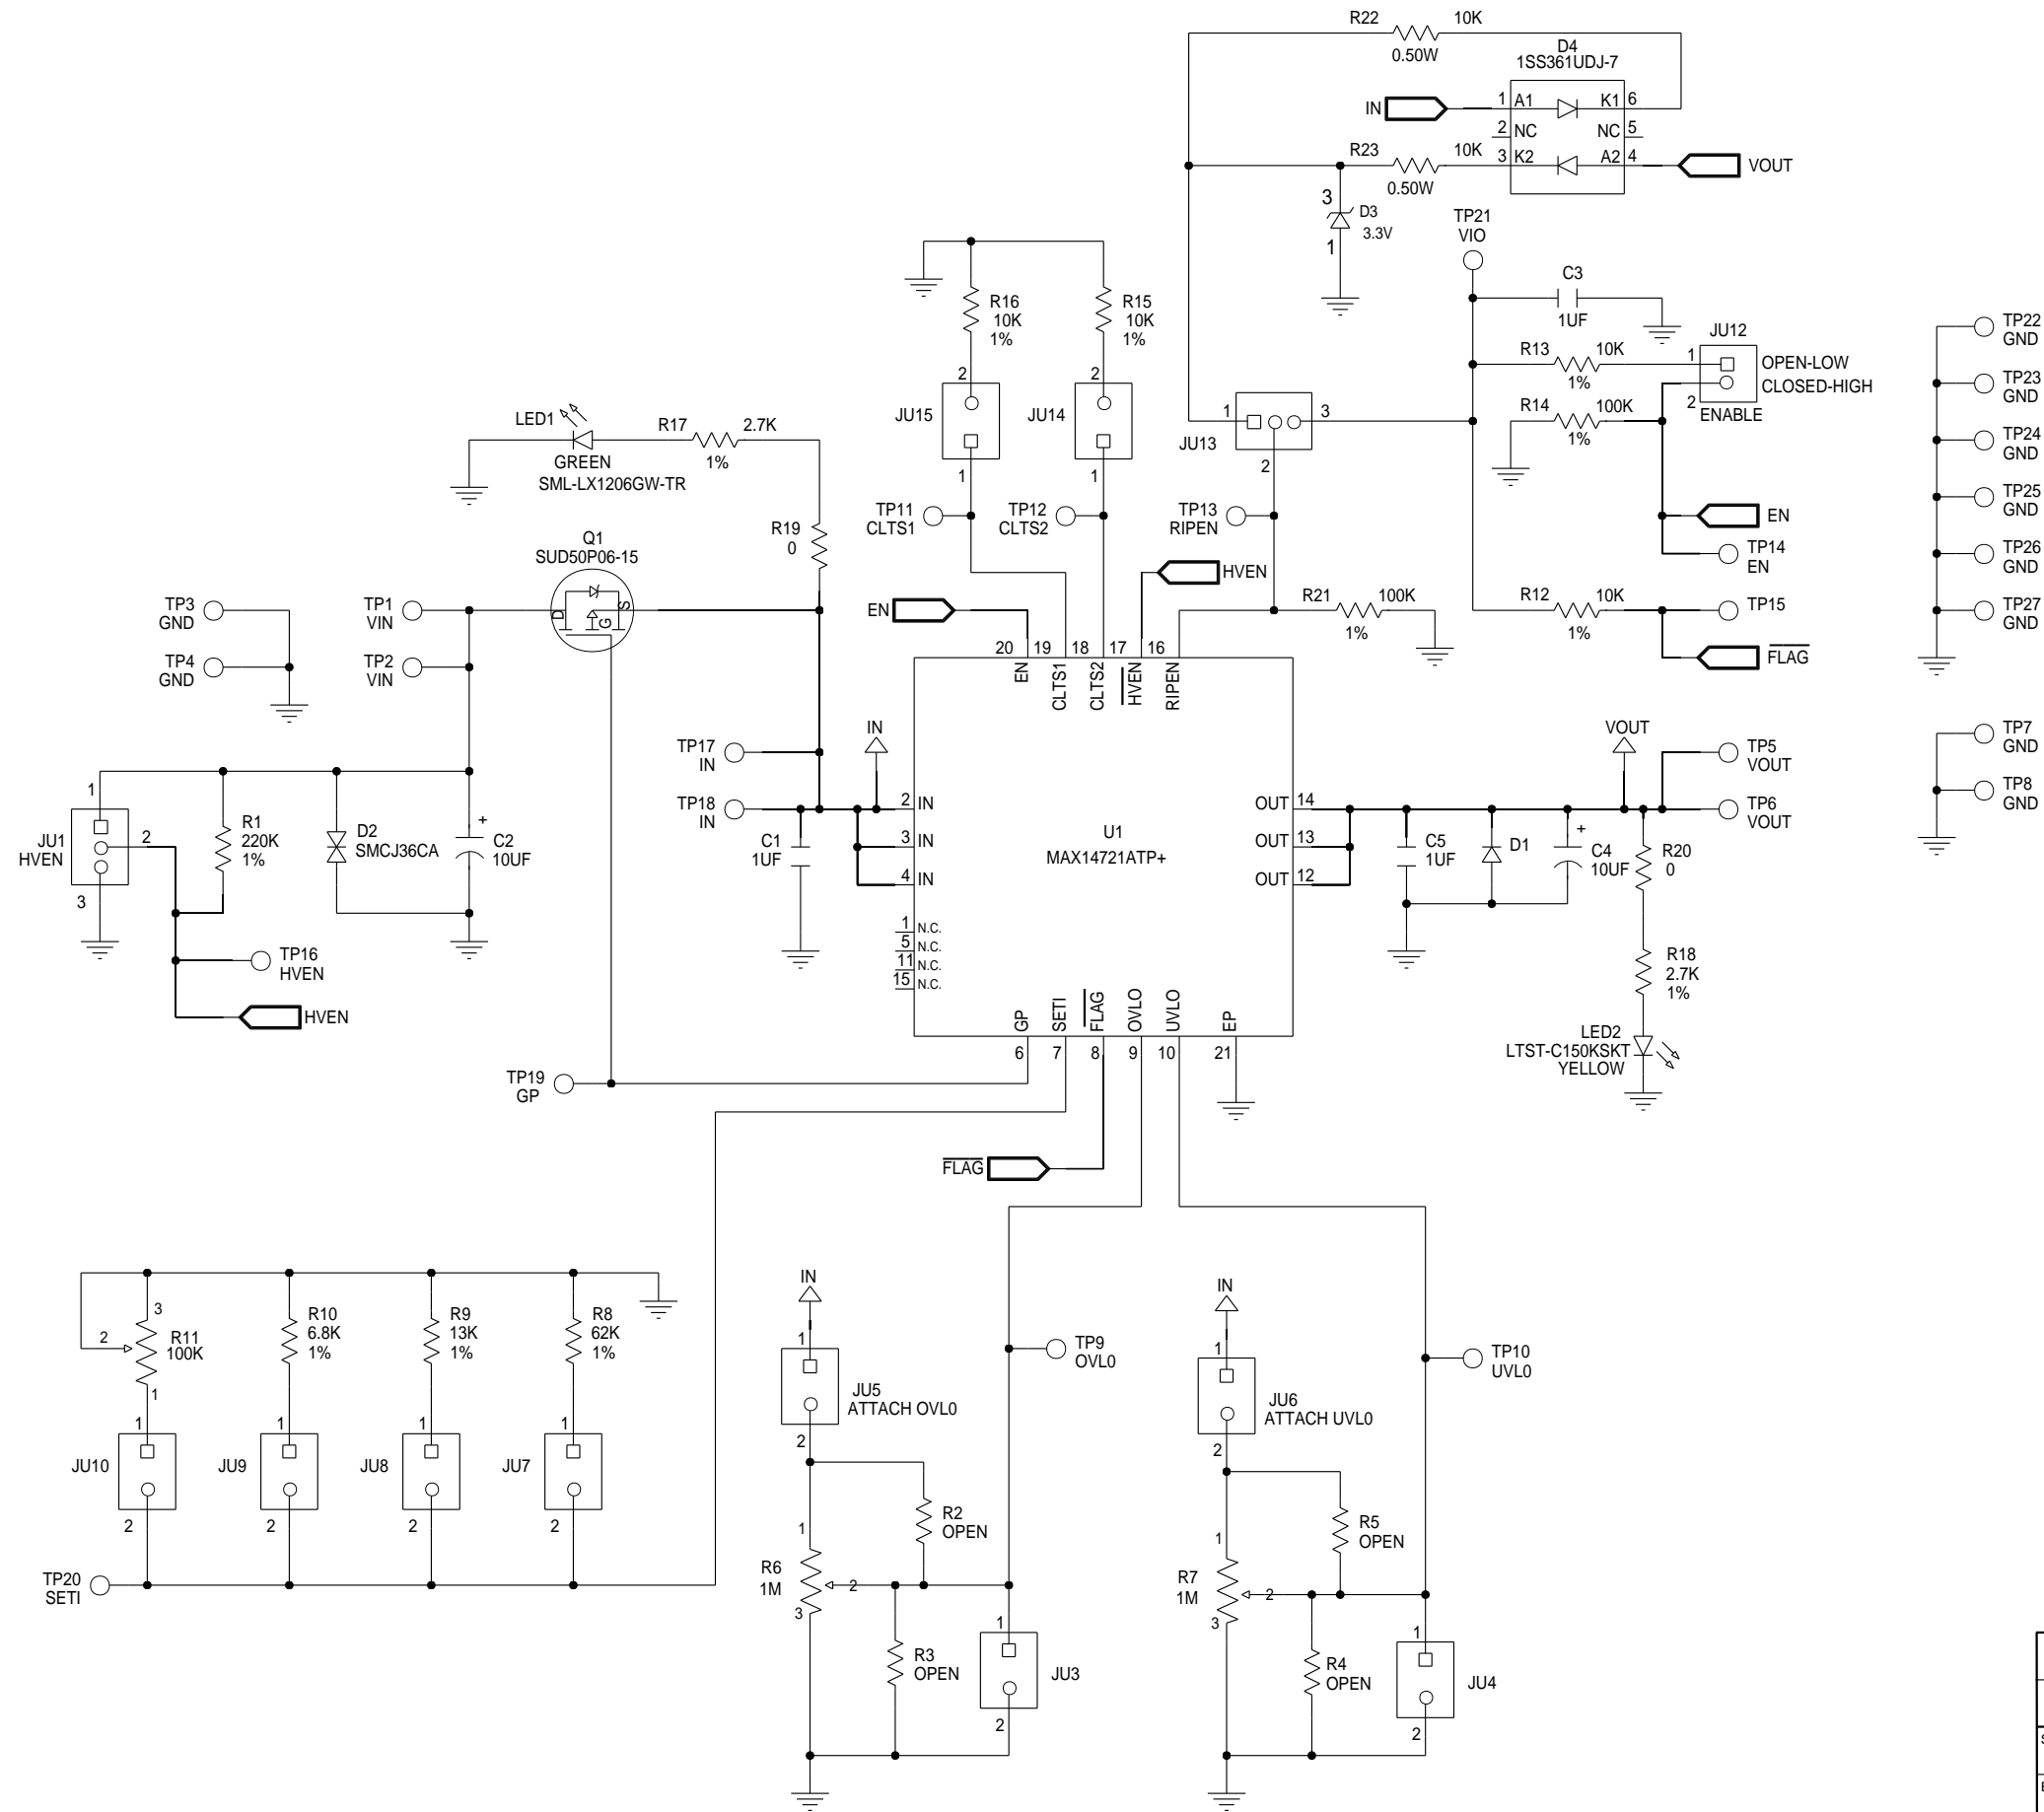 R22 10K
0.50W
D4
1SS361UDJ-7
IN
1 A1 K1 6
2 NC NC 5
3 K2 A2 4
VOUT
R23 10K
0.50W
3
D3
3.3V
1
TP21
VIO
C3
1UF
R13 10K
1%
JU12
1 OPEN-LOW
CLOSED-HIGH
2 ENABLE
R14 100K
1%
EN
TP14
EN
R12 10K
1%
TP15
FLAG
TP22
GND
TP23
GND
TP24
GND
TP25
GND
TP26
GND
TP27
GND
TP7
GND
TP8
GND
R16
10K
1%
R15
10K
1%
2
JU15
1
2
JU14
1
1 3
JU13
2
TP11
CLTS1
TP12
CLTS2
TP13
RIPEN
HVEN
EN
R21 100K
1%
LED1
GREEN
SML-LX1206GW-TR
R17 2.7K
1%
R19
0
Q1
SUD50P06-15
D G S
TP3
GND
TP4
GND
TP1
VIN
TP2
VIN
TP17
IN
TP18
IN
IN
C1
1UF
1
JU1
HVEN
2
3
R1
220K
1%
D2
SMCJ36CA
+
C2
10UF
TP16
HVEN
HVEN
20 19 18 17 16
EN CLTS1 CLTS2 HVEN RIPEN
2 IN
3 IN
4 IN
1 N.C.
5 N.C.
11 N.C.
15 N.C.
U1
MAX14721ATP+
OUT 14
OUT 13
OUT 12
GP SETI FLAG OVLO UVLO EP
6 7 8 9 10 21
VOUT
TP5
VOUT
TP6
VOUT
C5
1UF
D1
+
C4
10UF
R20
0
R18
2.7K
1%
LED2
LTST-C150KSKT
YELLOW
TP19
GP
FLAG
3
2
R11
100K
1
R10
6.8K
1%
R9
13K
1%
R8
62K
1%
1
JU10
2
1
JU9
2
1
JU8
2
1
JU7
2
TP20
SETI
IN
1
JU5
ATTACH OVL0
2
TP9
OVL0
R2
OPEN
1
R6
1M
2
3
R3
OPEN
1
JU3
2
IN
1
JU6
ATTACH UVL0
2
TP10
UVL0
R5
OPEN
1
R7
1M
2
3
R4
OPEN
1
JU4
2